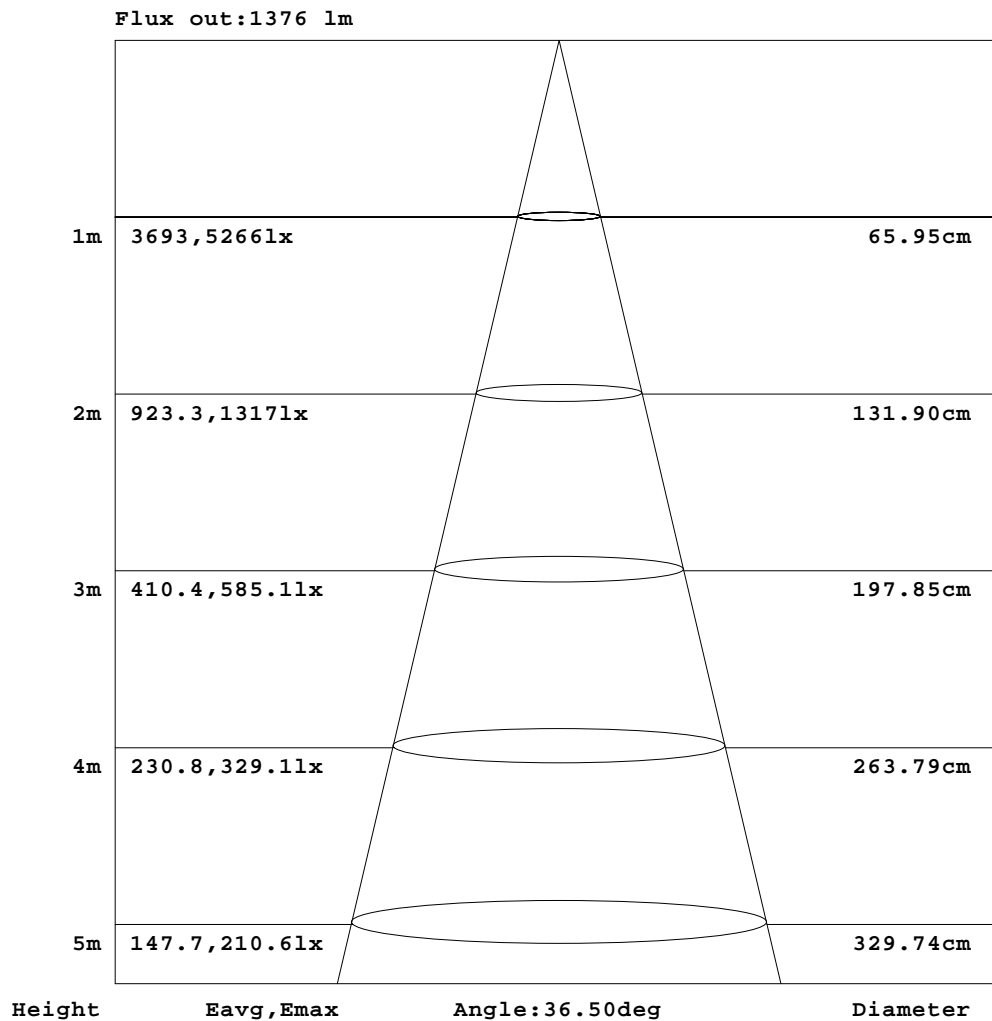 Flux out:1376 lm
1m 3693,5266lx 65.95cm
2m 923.3,1317lx 131.90cm
3m 410.4,585.1lx 197.85cm
4m 230.8,329.1lx 263.79cm
5m 147.7,210.6lx 329.74cm
Height Eavg,Emax Angle:36.50deg Diameter